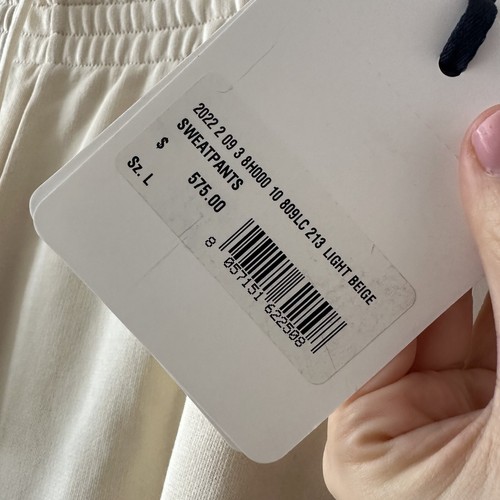 2022 2 09 3 8H000 10 809LC 213 LIGHT BEIGE
SWEATPANTS
$ 575.00
Sz. L
8 057151 622508